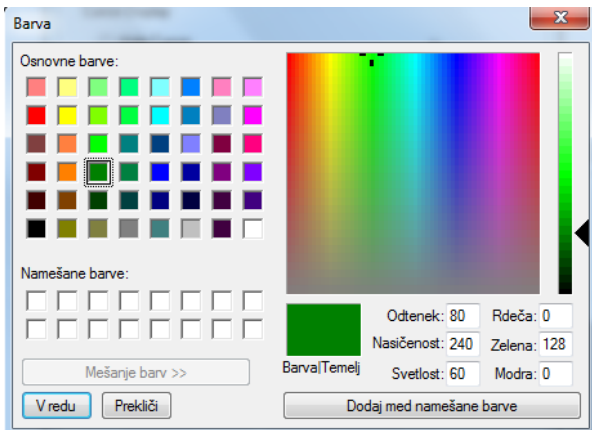 Barva
Osnovne barve:
Namešane barve:
Mešanje barv >>
V redu
Prekliči
Barva|Temelj
Odtenek: 80
Nasičenost: 240
Svetlost: 60
Rdeča: 0
Zelena: 128
Modra: 0
Dodaj med namešane barve